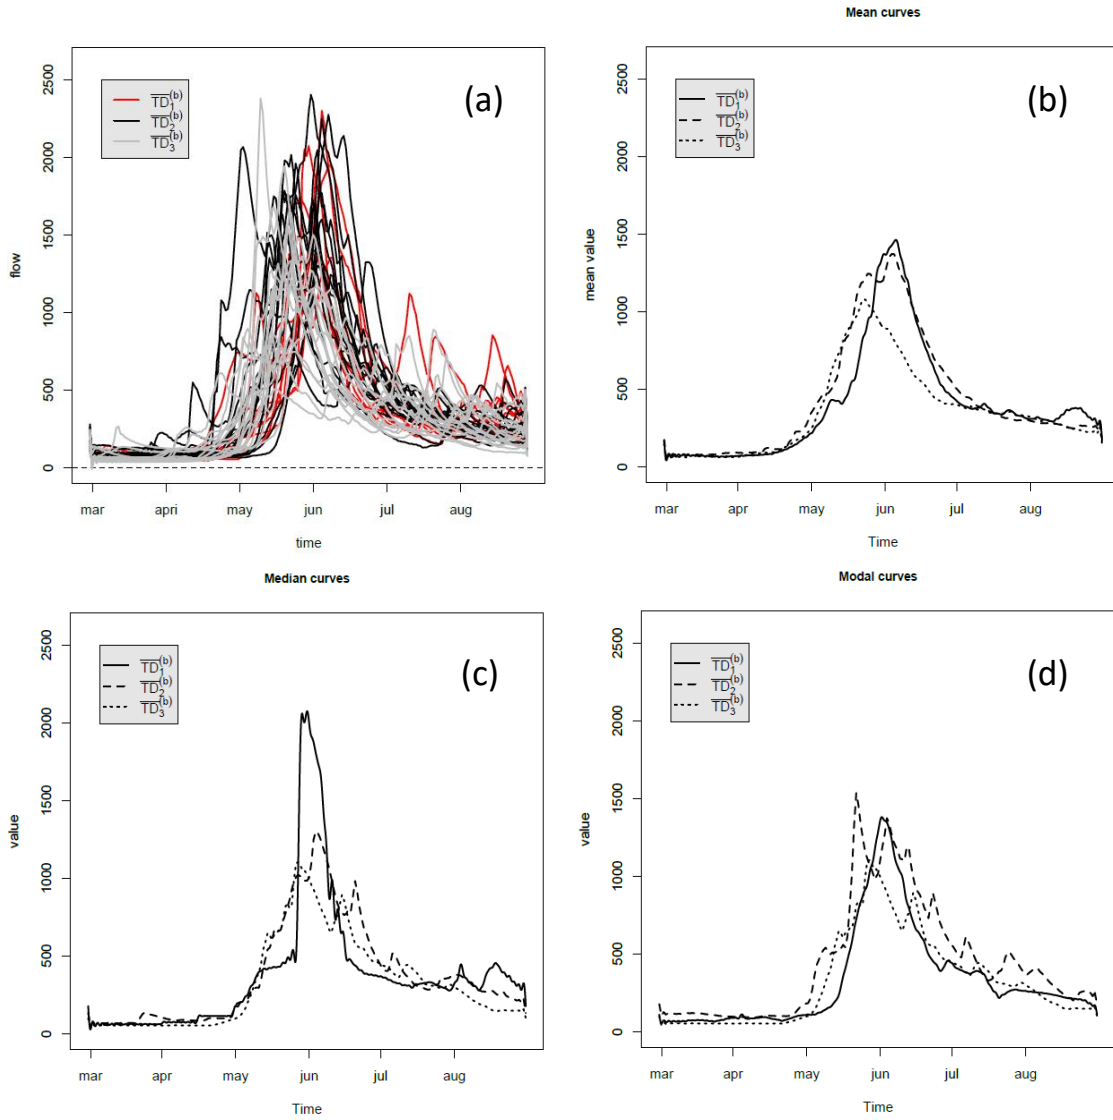 Mean curves
(a)
TD₁⁽ᵇ⁾
TD₂⁽ᵇ⁾
TD₃⁽ᵇ⁾
flow
2500
2000
1500
1000
500
0
mar apri may jun jul aug
time
(b)
TD₁⁽ᵇ⁾
TD₂⁽ᵇ⁾
TD₃⁽ᵇ⁾
mean value
2500
2000
1500
1000
500
0
mar apr may jun jul aug
Time
Median curves
(c)
TD₁⁽ᵇ⁾
TD₂⁽ᵇ⁾
TD₃⁽ᵇ⁾
value
2500
2000
1500
1000
500
0
mar apr may jun jul aug
Time
Modal curves
(d)
TD₁⁽ᵇ⁾
TD₂⁽ᵇ⁾
TD₃⁽ᵇ⁾
value
2500
2000
1500
1000
500
0
mar apr may jun jul aug
Time